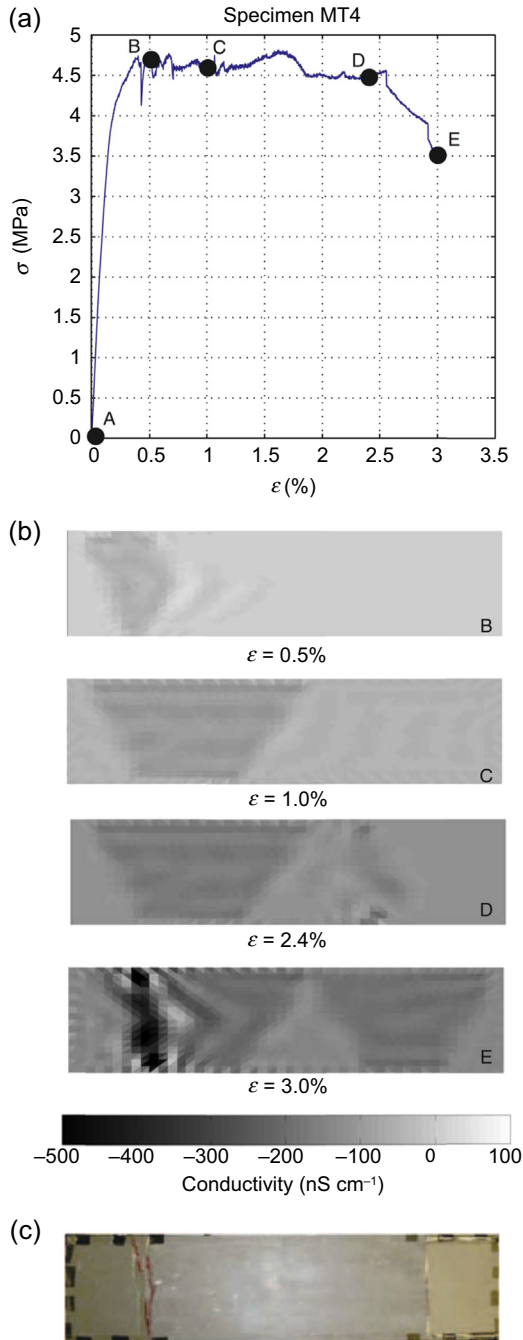 (a)
Specimen MT4
5
4.5
4
3.5
3
2.5
2
1.5
1
0.5
0
σ (MPa)
A
B
C
D
E
0 0.5 1 1.5 2 2.5 3 3.5
ε (%)
(b)
B
ε = 0.5%
C
ε = 1.0%
D
ε = 2.4%
E
ε = 3.0%
–500 –400 –300 –200 –100 0 100
Conductivity (nS cm⁻¹)
(c)